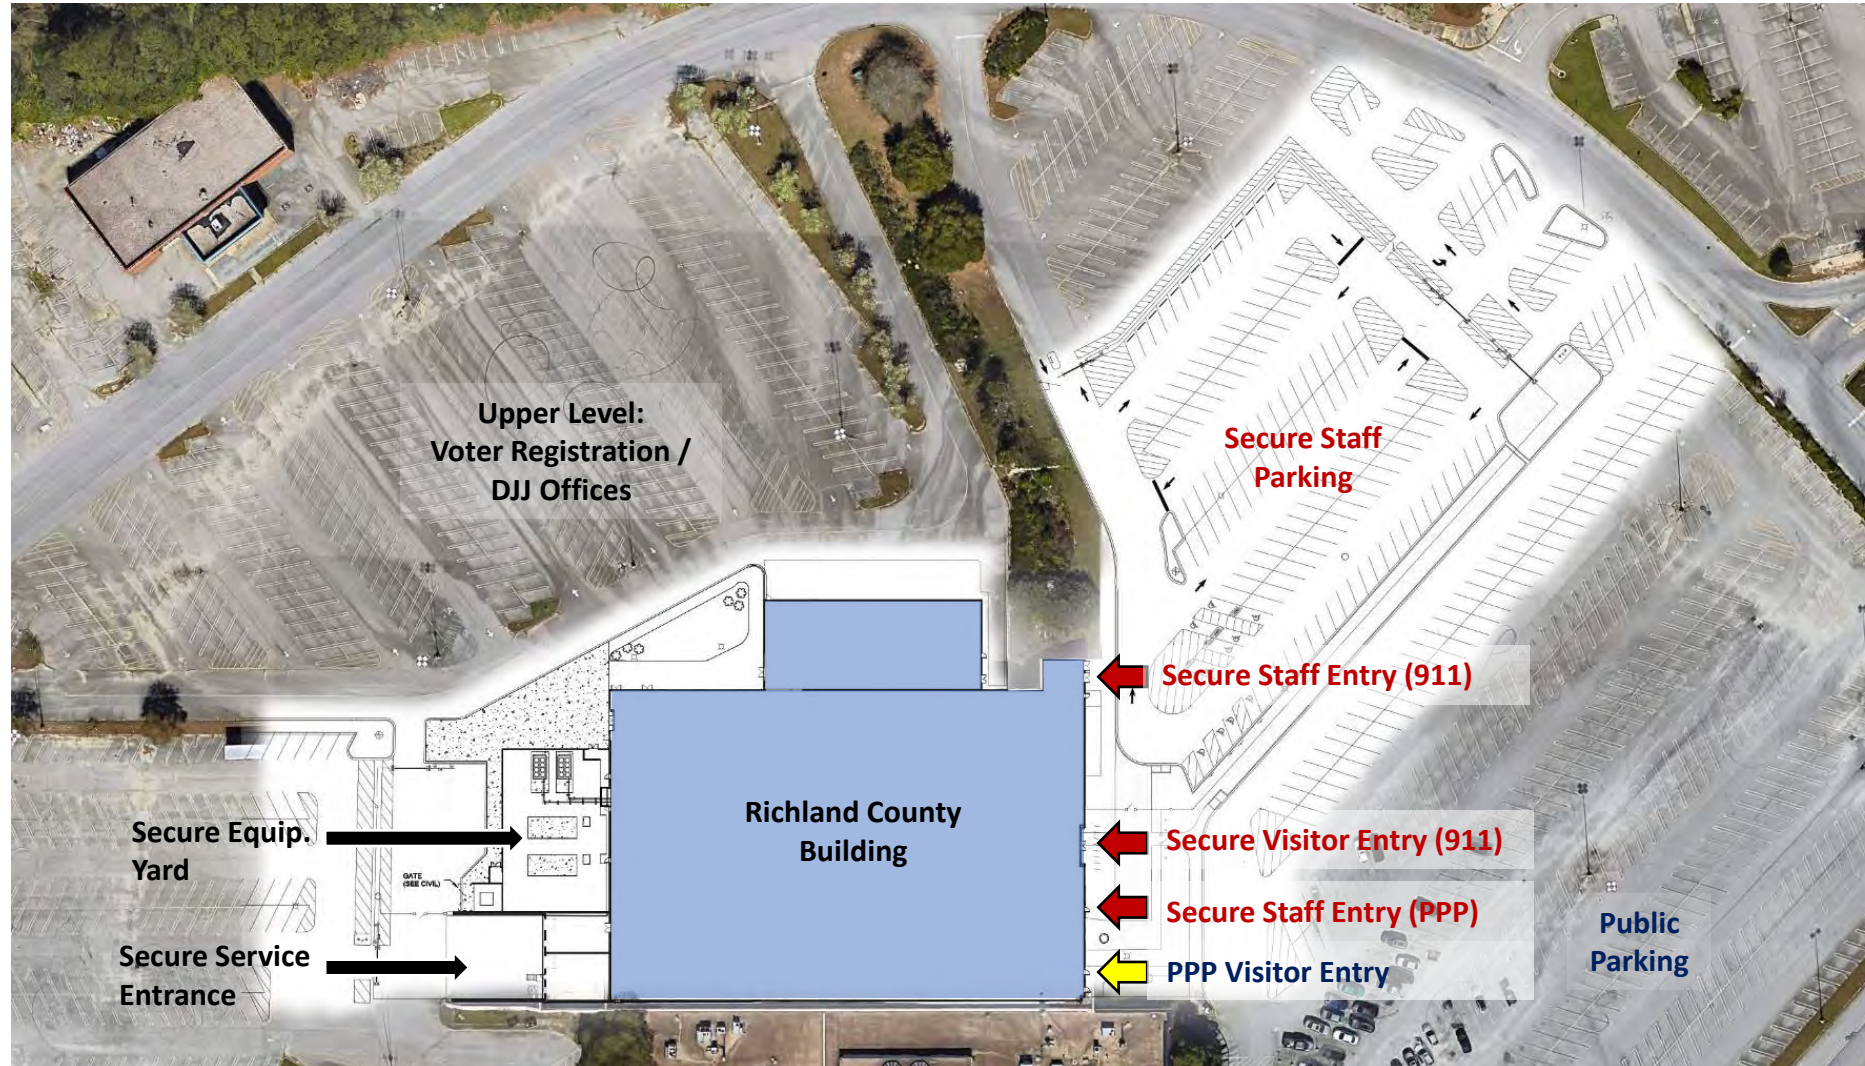 Upper Level:
Voter Registration /
DJJ Offices
Secure Staff
Parking
Secure Staff Entry (911)
Richland County
Building
Secure Equip.
Yard
Secure Visitor Entry (911)
GATE
(SEE CIVIL)
Secure Staff Entry (PPP)
Public
Parking
Secure Service
Entrance
PPP Visitor Entry